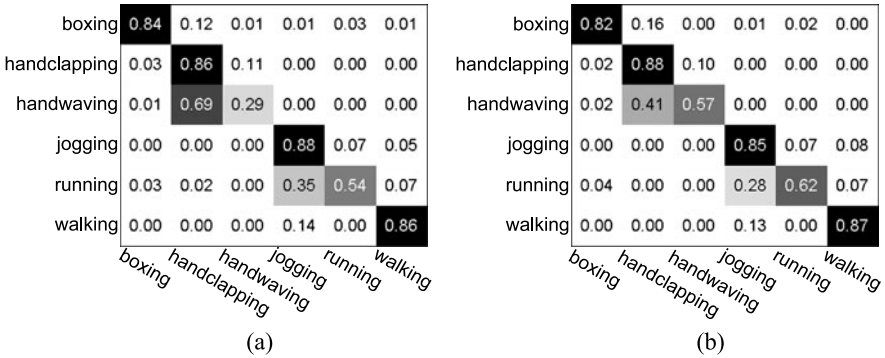 boxing 0.84 0.12 0.01 0.01 0.03 0.01
handclapping 0.03 0.86 0.11 0.00 0.00 0.00
handwaving 0.01 0.69 0.29 0.00 0.00 0.00
jogging 0.00 0.00 0.00 0.88 0.07 0.05
running 0.03 0.02 0.00 0.35 0.54 0.07
walking 0.00 0.00 0.00 0.14 0.00 0.86
boxing handclapping handwaving jogging running walking
(a)
boxing 0.82 0.16 0.00 0.01 0.02 0.00
handclapping 0.02 0.88 0.10 0.00 0.00 0.00
handwaving 0.02 0.41 0.57 0.00 0.00 0.00
jogging 0.00 0.00 0.00 0.85 0.07 0.08
running 0.04 0.00 0.00 0.28 0.62 0.07
walking 0.00 0.00 0.00 0.13 0.00 0.87
boxing handclapping handwaving jogging running walking
(b)